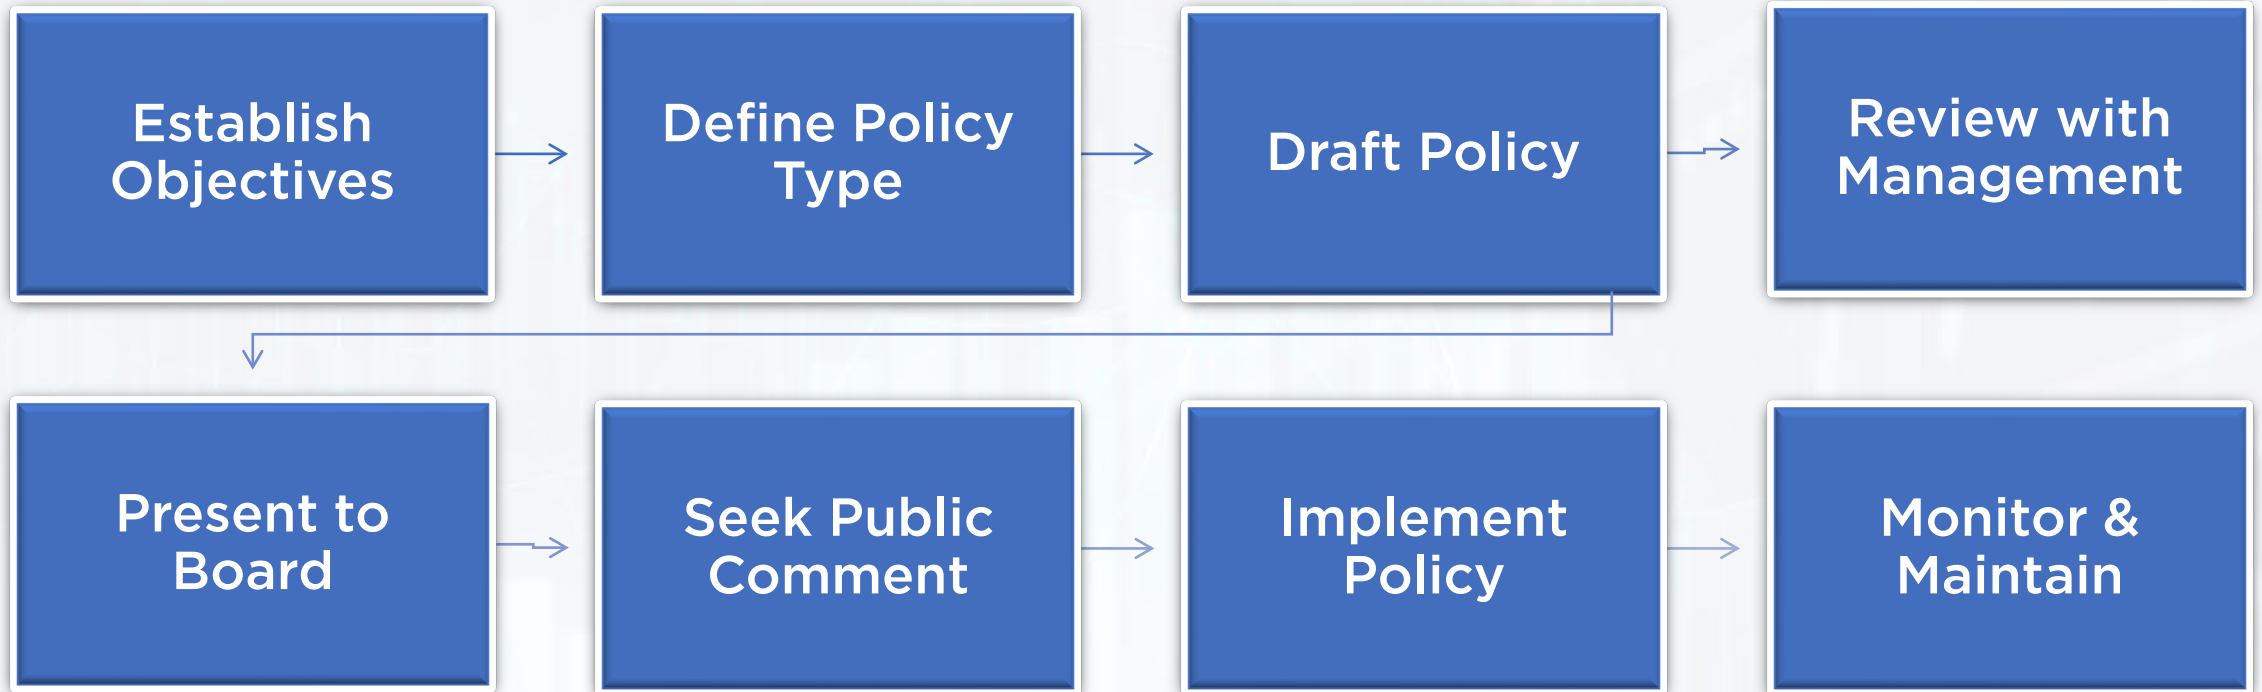 Establish
Objectives
Define Policy
Type
Draft Policy
Review with
Management
Present to
Board
Seek Public
Comment
Implement
Policy
Monitor &
Maintain